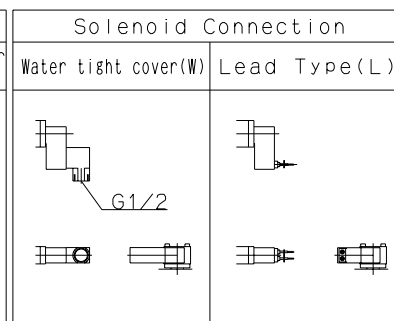 Solenoid Connection
Water tight cover(W) Lead Type(L)
G1/2